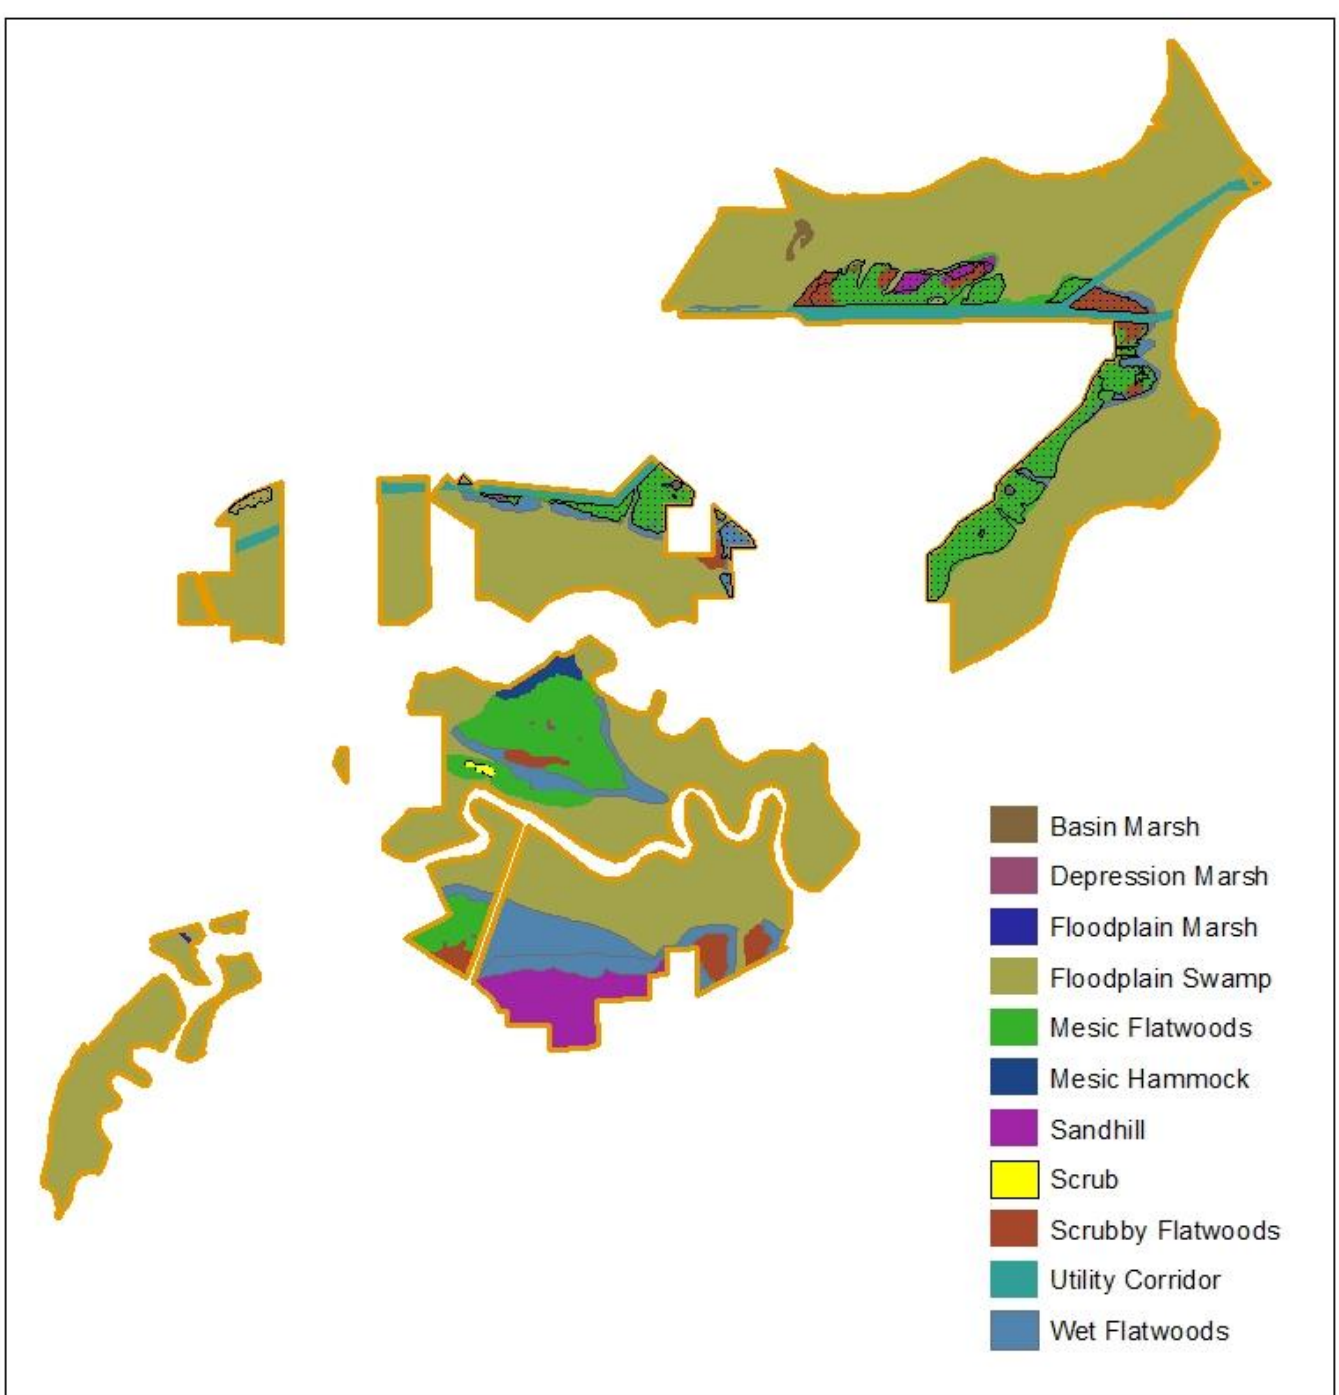 Basin Marsh
Depression Marsh
Floodplain Marsh
Floodplain Swamp
Mesic Flatwoods
Mesic Hammock
Sandhill
Scrub
Scrubby Flatwoods
Utility Corridor
Wet Flatwoods